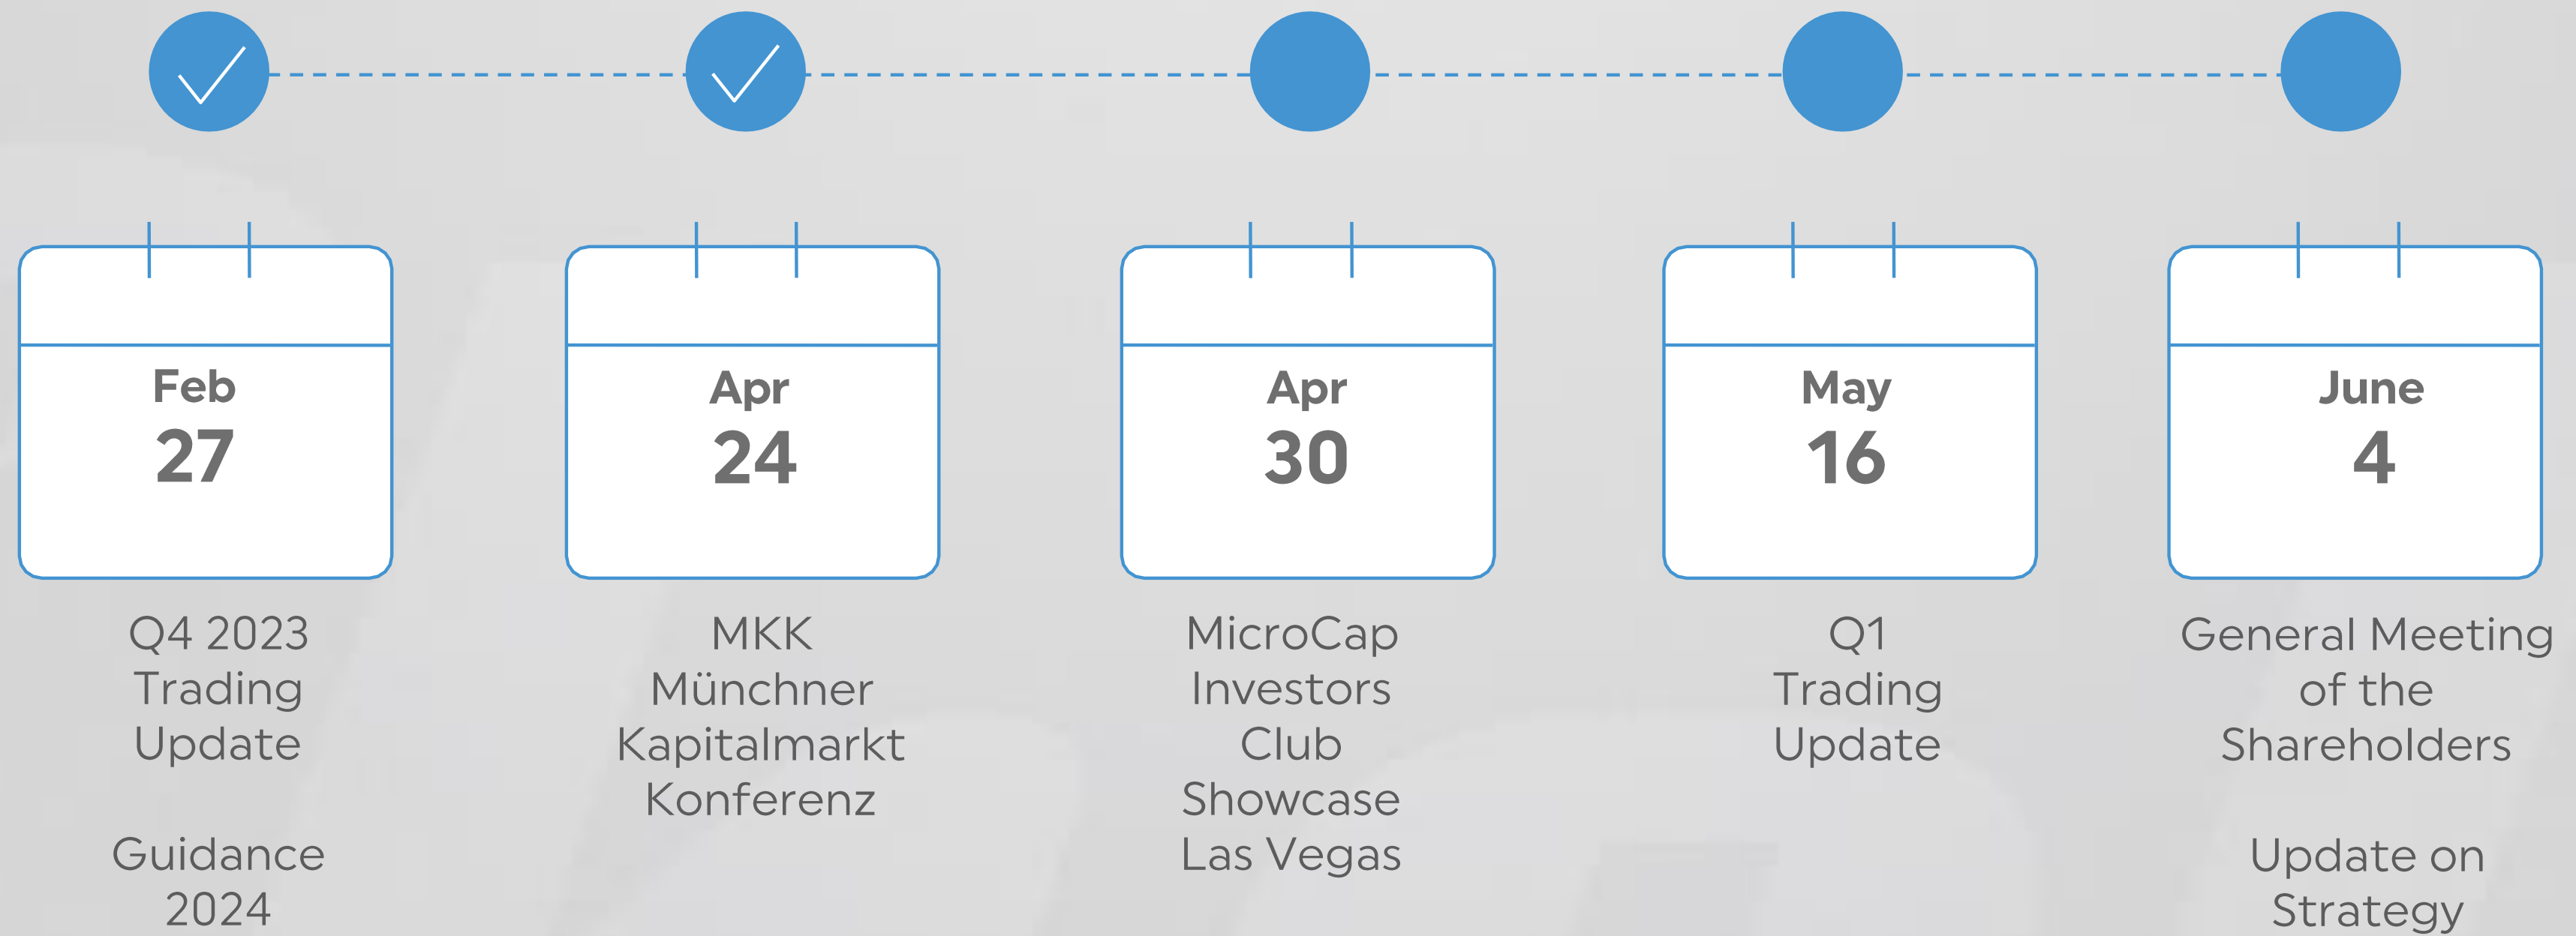 Feb
27
Q4 2023
Trading
Update
Guidance
2024
Apr
24
MKK
Münchner
Kapitalmarkt
Konferenz
Apr
30
MicroCap
Investors
Club
Showcase
Las Vegas
May
16
Q1
Trading
Update
June
4
General Meeting
of the
Shareholders
Update on
Strategy